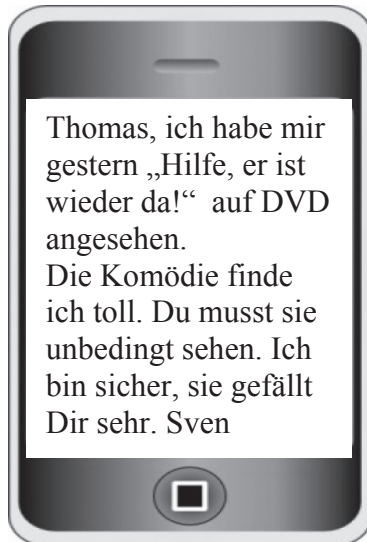 Thomas, ich habe mir
gestern „Hilfe, er ist
wieder da!“ auf DVD
angesehen.
Die Komödie finde
ich toll. Du musst sie
unbedingt sehen. Ich
bin sicher, sie gefällt
Dir sehr. Sven